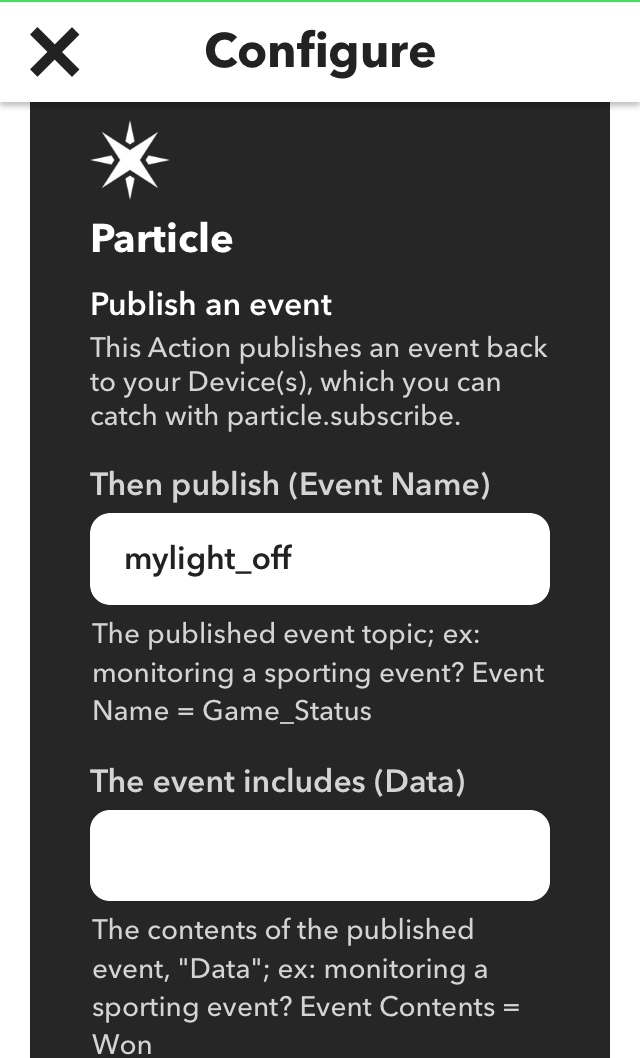 Configure
Particle
Publish an event
This Action publishes an event back
to your Device(s), which you can
catch with particle.subscribe.
Then publish (Event Name)
mylight_off
The published event topic; ex:
monitoring a sporting event? Event
Name = Game_Status
The event includes (Data)
The contents of the published
event, "Data"; ex: monitoring a
sporting event? Event Contents =
Won